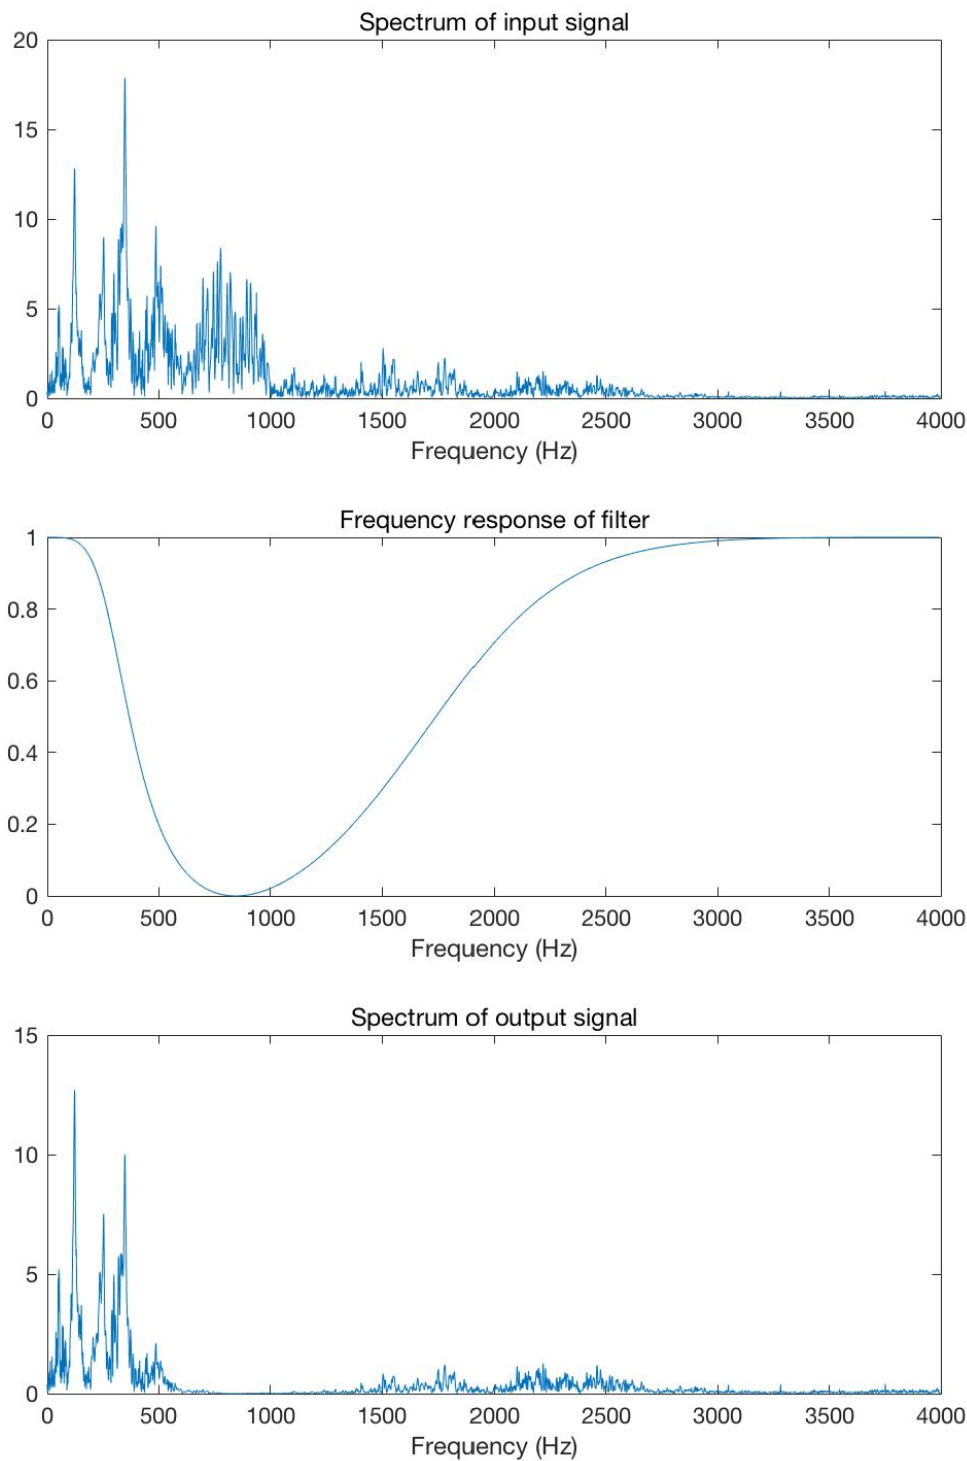 Spectrum of input signal
20
15
10
5
0
0 500 1000 1500 2000 2500 3000 3500 4000
Frequency (Hz)
Frequency response of filter
1
0.8
0.6
0.4
0.2
0
0 500 1000 1500 2000 2500 3000 3500 4000
Frequency (Hz)
Spectrum of output signal
15
10
5
0
0 500 1000 1500 2000 2500 3000 3500 4000
Frequency (Hz)